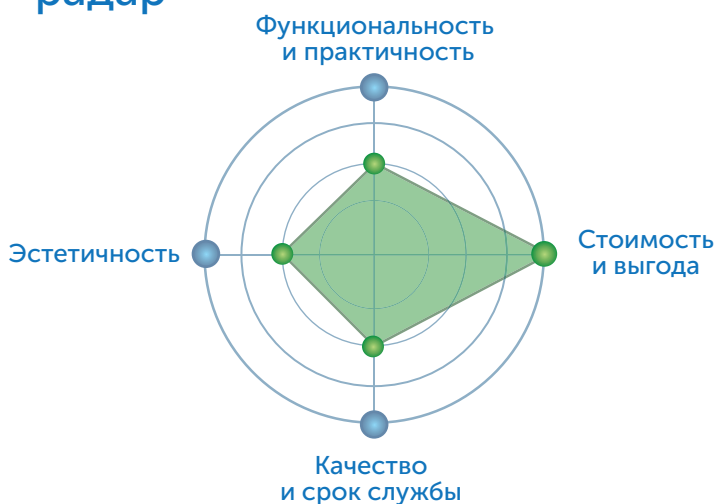 радар
Функциональность
и практичность
Эстетичность
Стоимость
и выгода
Качество
и срок службы